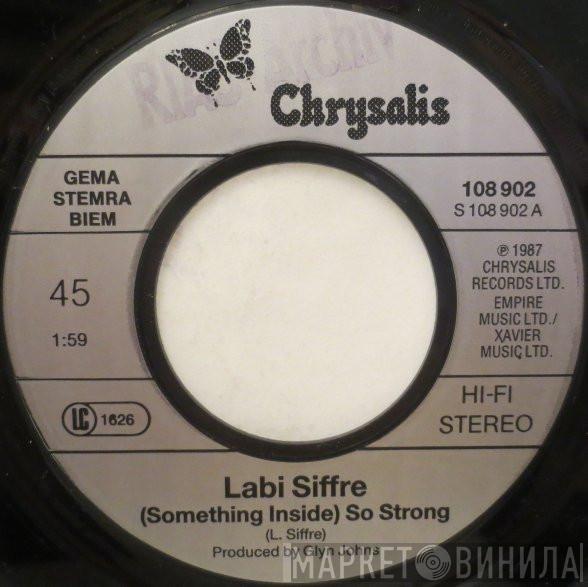 RIAS Archiv
Chrysalis
GEMA
STEMRA
BIEM
108 902
S 108 902 A
45
1:59
℗ 1987
CHRYSALIS
RECORDS LTD.
EMPIRE
MUSIC LTD./
XAVIER
MUSIC LTD.
LC 1626
HI-FI
STEREO
Labi Siffre
(Something Inside) So Strong
(L. Siffre)
Produced by Glyn Johns
МАРКЕТ ВИНИЛА